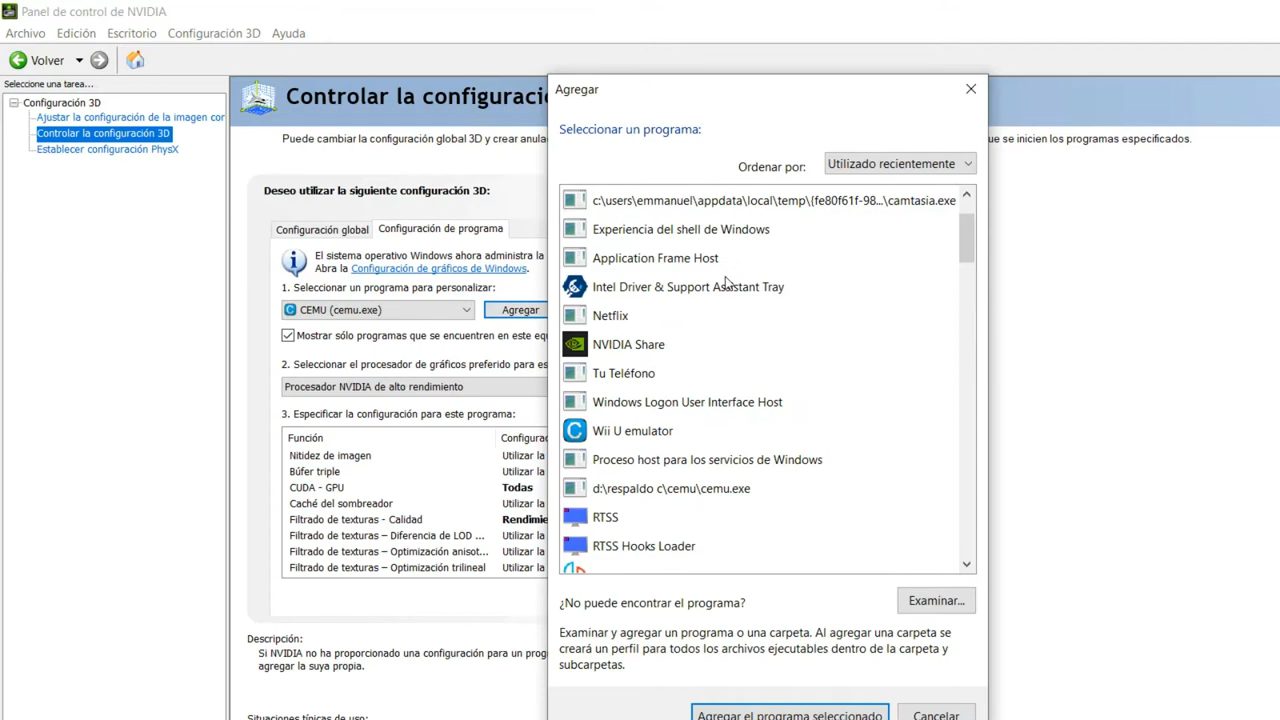 Panel de control de NVIDIA
Archivo Edición Escritorio Configuración 3D Ayuda
Volver
Seleccione una tarea...
Configuración 3D
Ajustar la configuración de la imagen cor
Controlar la configuración 3D
Establecer configuración PhysX
Controlar la configuració
Puede cambiar la configuración global 3D y crear anula
que se inicien los programas especificados.
Deseo utilizar la siguiente configuración 3D:
Configuración global Configuración de programa
El sistema operativo Windows ahora administra la
Abra la Configuración de gráficos de Windows.
1. Seleccionar un programa para personalizar:
CEMU (cemu.exe)
Agregar
Mostrar sólo programas que se encuentren en este equ
2. Seleccionar el procesador de gráficos preferido para es
Procesador NVIDIA de alto rendimiento
3. Especificar la configuración para este programa:
Función Configurac
Nitidez de imagen Utilizar la
Búfer triple Utilizar la
CUDA - GPU Todas
Caché del sombreador Utilizar la
Filtrado de texturas - Calidad Rendimie
Filtrado de texturas – Diferencia de LOD ... Utilizar la
Filtrado de texturas – Optimización anisot... Utilizar la
Filtrado de texturas – Optimización trilineal Utilizar la
Descripción:
Si NVIDIA no ha proporcionado una configuración para un prog
agregar la suya propia.
Situaciones típicas de uso:
Agregar
Seleccionar un programa:
Ordenar por: Utilizado recientemente
c:\users\emmanuel\appdata\local\temp\{fe80f61f-98...\camtasia.exe
Experiencia del shell de Windows
Application Frame Host
Intel Driver & Support Assistant Tray
Netflix
NVIDIA Share
Tu Teléfono
Windows Logon User Interface Host
Wii U emulator
Proceso host para los servicios de Windows
d:\respaldo c\cemu\cemu.exe
RTSS
RTSS Hooks Loader
¿No puede encontrar el programa?
Examinar...
Examinar y agregar un programa o una carpeta. Al agregar una carpeta se
creará un perfil para todos los archivos ejecutables dentro de la carpeta y
subcarpetas.
Agregar el programa seleccionado
Cancelar